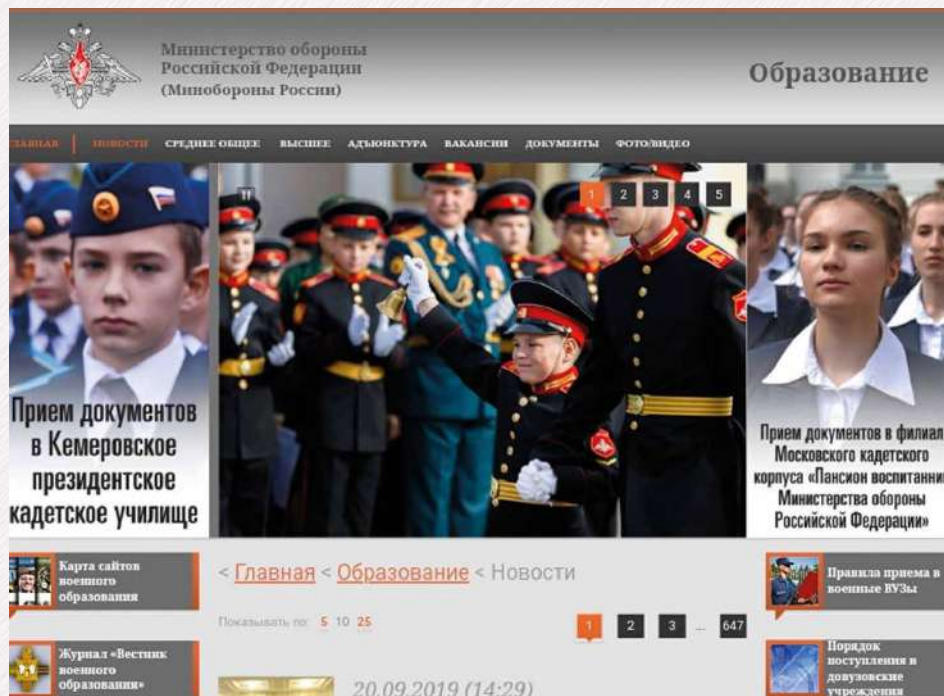 Министерство обороны
Российской Федерации
(Минобороны России)
Образование
ГЛАВНАЯ | НОВОСТИ СРЕДНЕЕ ОБЩЕЕ ВЫСШЕЕ АДЪЮНКТУРА ВАКАНСИИ ДОКУМЕНТЫ ФОТО/ВИДЕО
1 2 3 4 5
Прием документов
в Кемеровское
президентское
кадетское училище
Прием документов в филиал
Московского кадетского
корпуса «Пансион воспитанниц
Министерства обороны
Российской Федерации»
Карта сайтов
военного
образования
Журнал «Вестник
военного
образования»
< Главная < Образование < Новости
Показывать по: 5 10 25
1 2 3 ... 647
20.09.2019 (14:29)
Правила приема в
военные ВУЗы
Порядок
поступления в
довузовские
учреждения